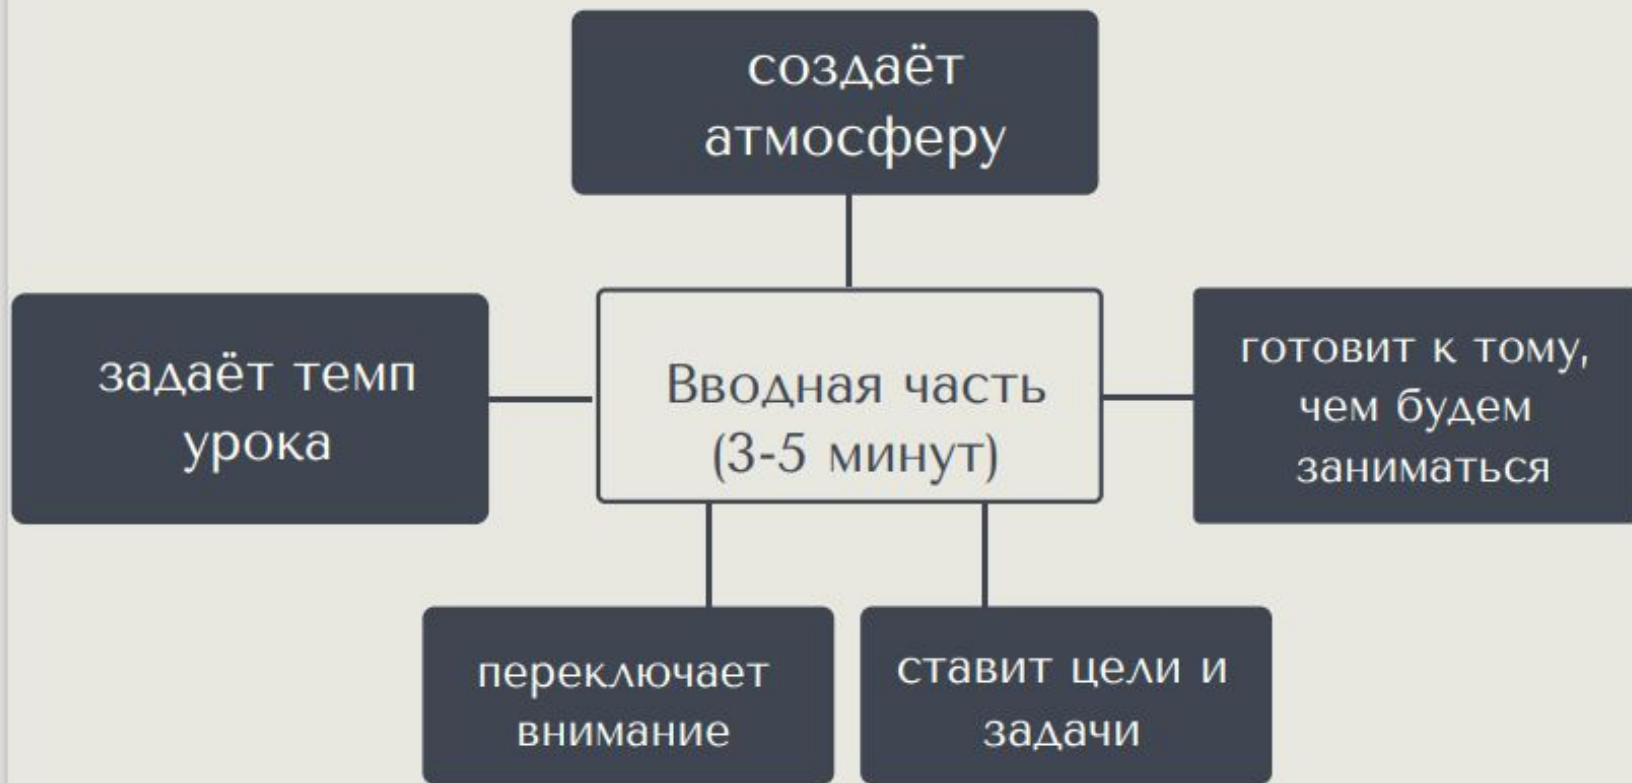 создаёт
атмосферу
задаёт темп
урока
Вводная часть
(3-5 минут)
готовит к тому,
чем будем
заниматься
переключает
внимание
ставит цели и
задачи